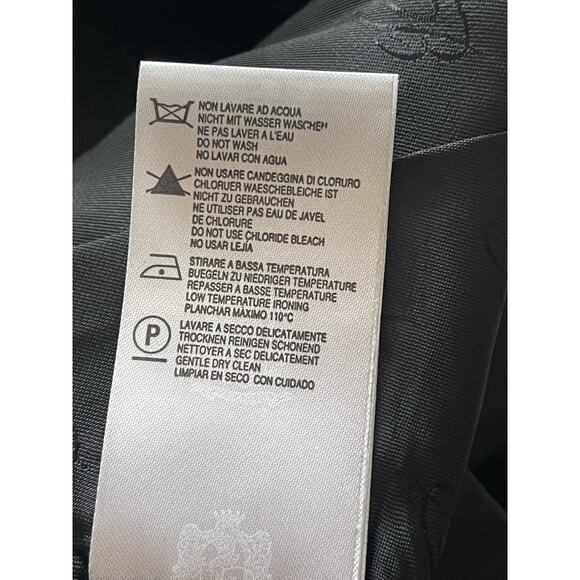 NON LAVARE AD ACQUA
NICHT MIT WASSER WASCHEN
NE PAS LAVER A L'EAU
DO NOT WASH
NO LAVAR CON AGUA
NON USARE CANDEGGINA DI CLORURO
CHLORUER WAESCHEBLEICHE IST
NICHT ZU GEBRAUCHEN
NE UTILISER PAS EAU DE JAVEL
DE CHLORURE
DO NOT USE CHLORIDE BLEACH
NO USAR LEJÍA
STIRARE A BASSA TEMPERATURA
BUEGELN ZU NIEDRIGER TEMPERATURE
REPASSER A BASSE TEMPERATURE
LOW TEMPERATURE IRONING
PLANCHAR MÁXIMO 110°C
P
LAVARE A SECCO DELICATAMENTE
TROCKNEN REINIGEN SCHONEND
NETTOYER A SEC DELICATEMENT
GENTLE DRY CLEAN
LIMPIAR EN SECO CON CUIDADO